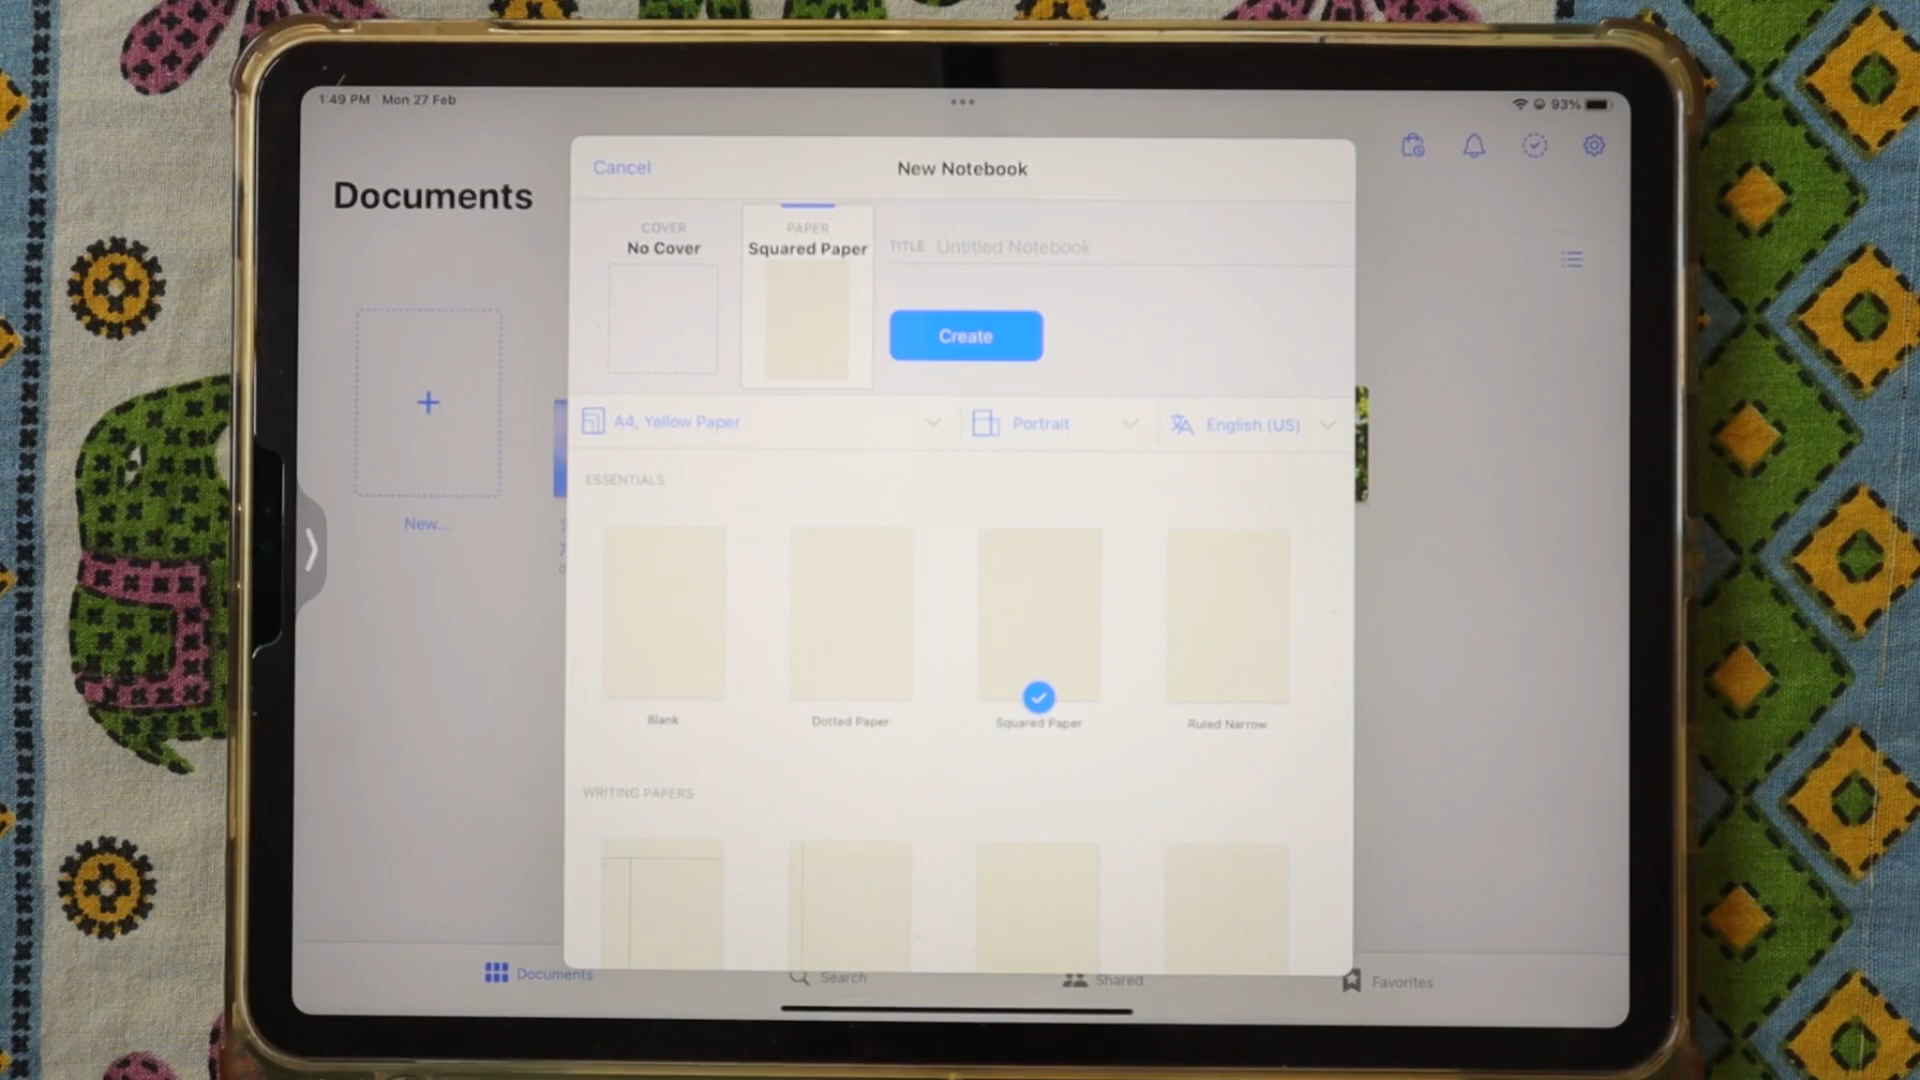 1:49 PM Mon 27 Feb
93%
Documents
Cancel
New Notebook
COVER
No Cover
PAPER
Squared Paper
TITLE Untitled Notebook
Create
A4, Yellow Paper
Portrait
English (US)
New...
ESSENTIALS
Blank
Dotted Paper
Squared Paper
Ruled Narrow
WRITING PAPERS
Documents
Search
Shared
Favorites